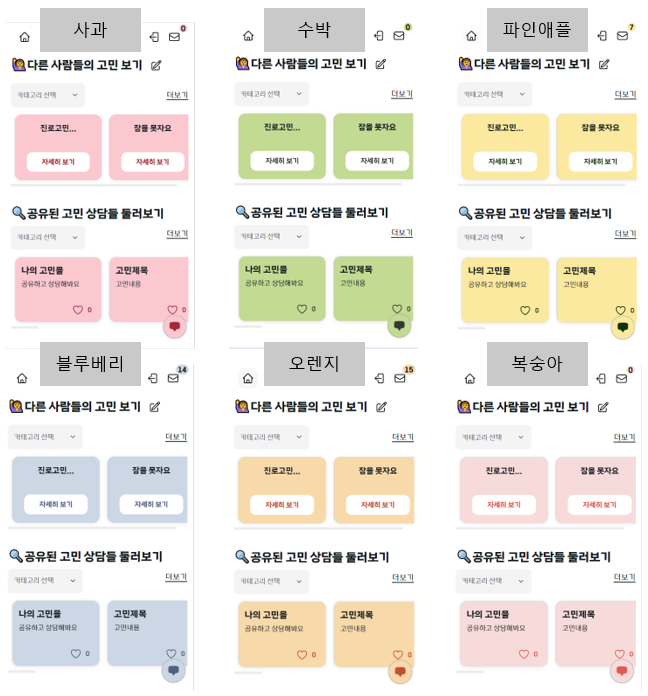 사과
0
다른 사람들의 고민 보기
카테고리 선택
더보기
진로고민...
잠을 못자요
자세히 보기
자세히 보기
공유된 고민 상담들 둘러보기
카테고리 선택
더보기
나의 고민을
공유하고 상담해봐요
0
고민제목
고민내용
0
수박
0
다른 사람들의 고민 보기
카테고리 선택
더보기
진로고민...
잠을 못자요
자세히 보기
자세히 보기
공유된 고민 상담들 둘러보기
카테고리 선택
더보기
나의 고민을
공유하고 상담해봐요
0
고민제목
고민내용
0
파인애플
7
다른 사람들의 고민 보기
카테고리 선택
더보기
진로고민...
잠을 못자요
자세히 보기
자세히 보기
공유된 고민 상담들 둘러보기
카테고리 선택
더보기
나의 고민을
공유하고 상담해봐요
0
고민제목
고민내용
0
블루베리
14
다른 사람들의 고민 보기
카테고리 선택
더보기
진로고민...
잠을 못자요
자세히 보기
자세히 보기
공유된 고민 상담들 둘러보기
카테고리 선택
더보기
나의 고민을
공유하고 상담해봐요
0
고민제목
고민내용
0
오렌지
15
다른 사람들의 고민 보기
카테고리 선택
더보기
진로고민...
잠을 못자요
자세히 보기
자세히 보기
공유된 고민 상담들 둘러보기
카테고리 선택
더보기
나의 고민을
공유하고 상담해봐요
0
고민제목
고민내용
0
복숭아
0
다른 사람들의 고민 보기
카테고리 선택
더보기
진로고민...
잠을 못자요
자세히 보기
자세히 보기
공유된 고민 상담들 둘러보기
카테고리 선택
더보기
나의 고민을
공유하고 상담해봐요
0
고민제목
고민내용
0